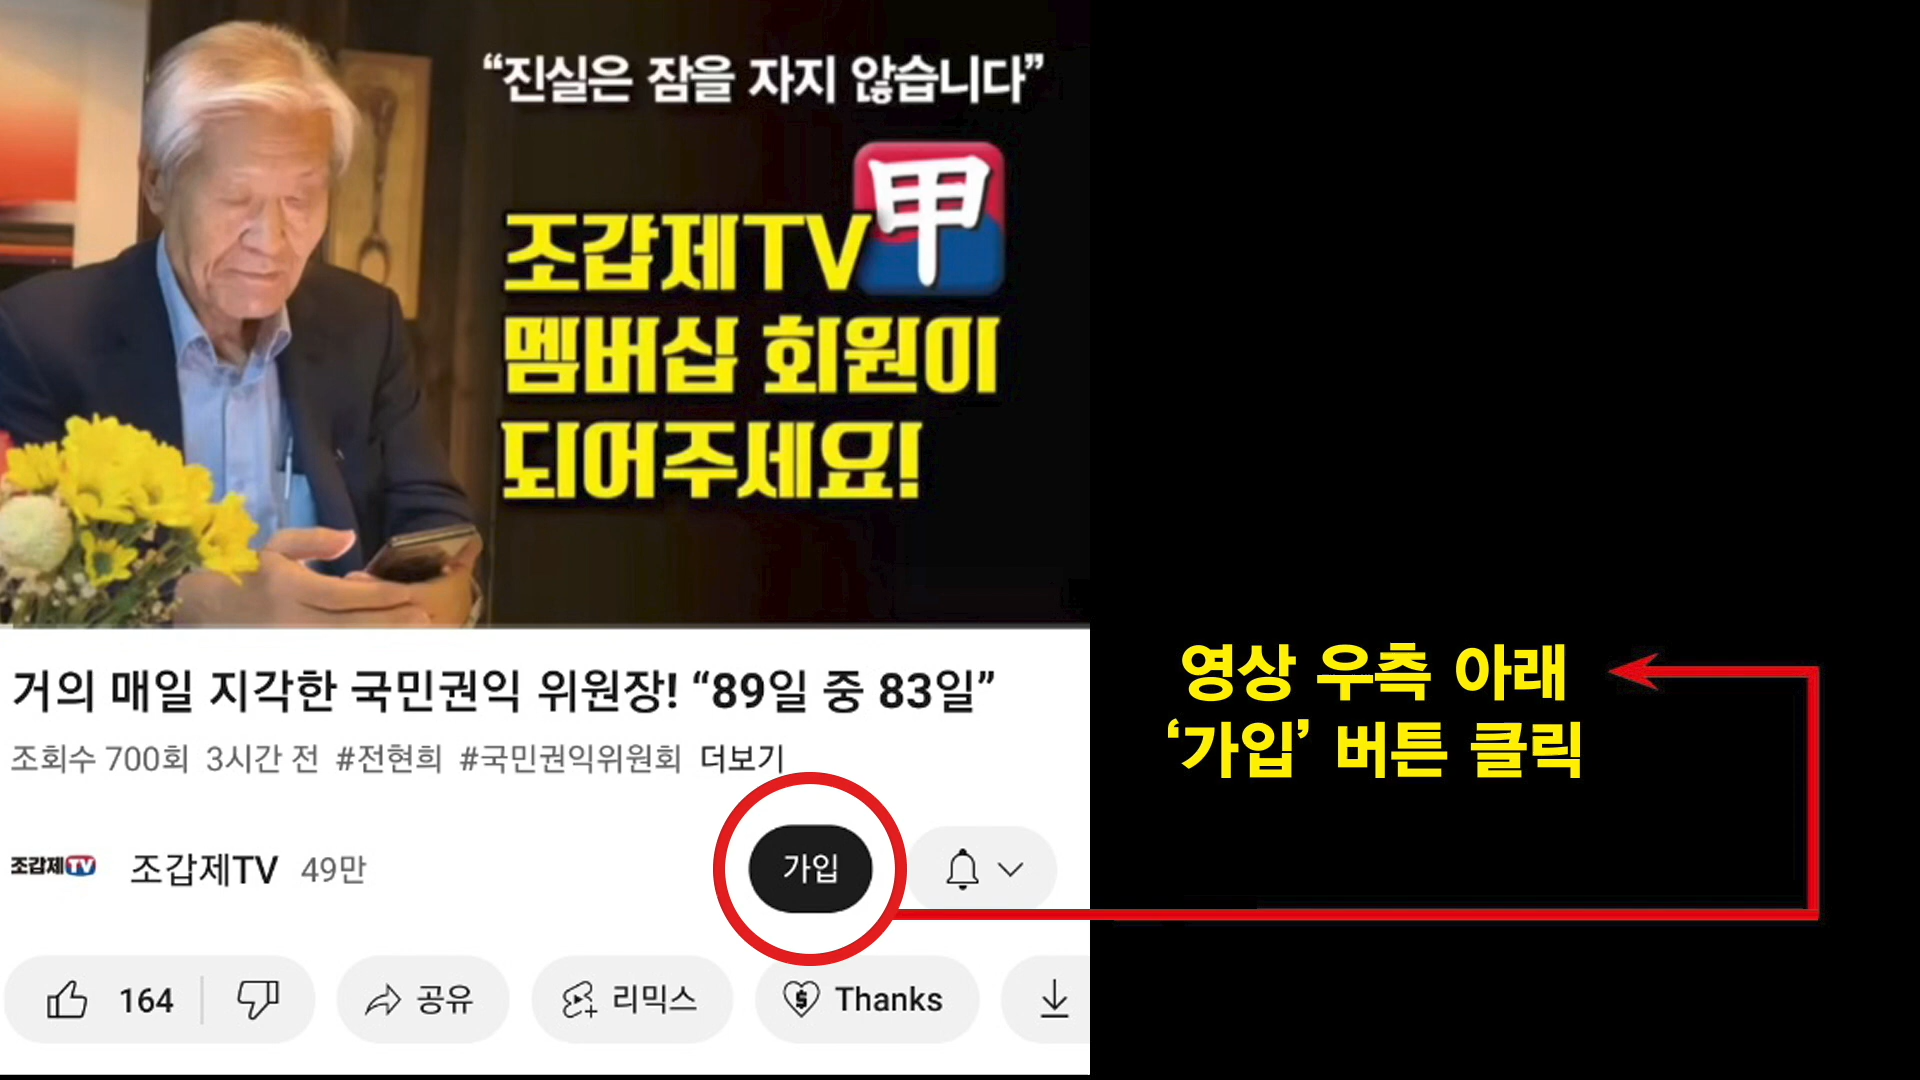 “진실은 잠을 자지 않습니다”
甲
조갑제TV
멤버십 회원이
되어주세요!
거의 매일 지각한 국민권익 위원장! “89일 중 83일”
조회수 700회 3시간 전 #전현희 #국민권익위원회 더보기
조갑제TV 조갑제TV 49만
가입
164
공유
리믹스
Thanks
영상 우측 아래
‘가입’ 버튼 클릭